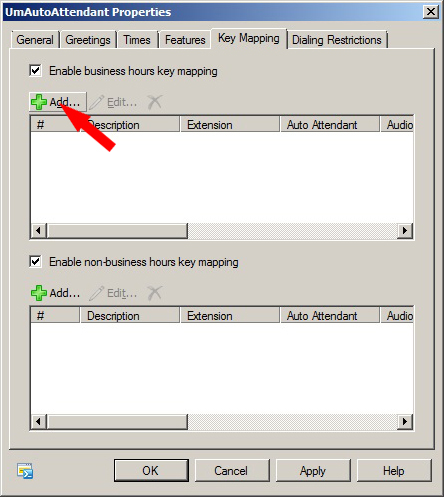 UmAutoAttendant Properties
General Greetings Times Features Key Mapping Dialing Restrictions
Enable business hours key mapping
Add... Edit...
# Description Extension Auto Attendant Audio
Enable non-business hours key mapping
Add... Edit...
# Description Extension Auto Attendant Audio
OK Cancel Apply Help